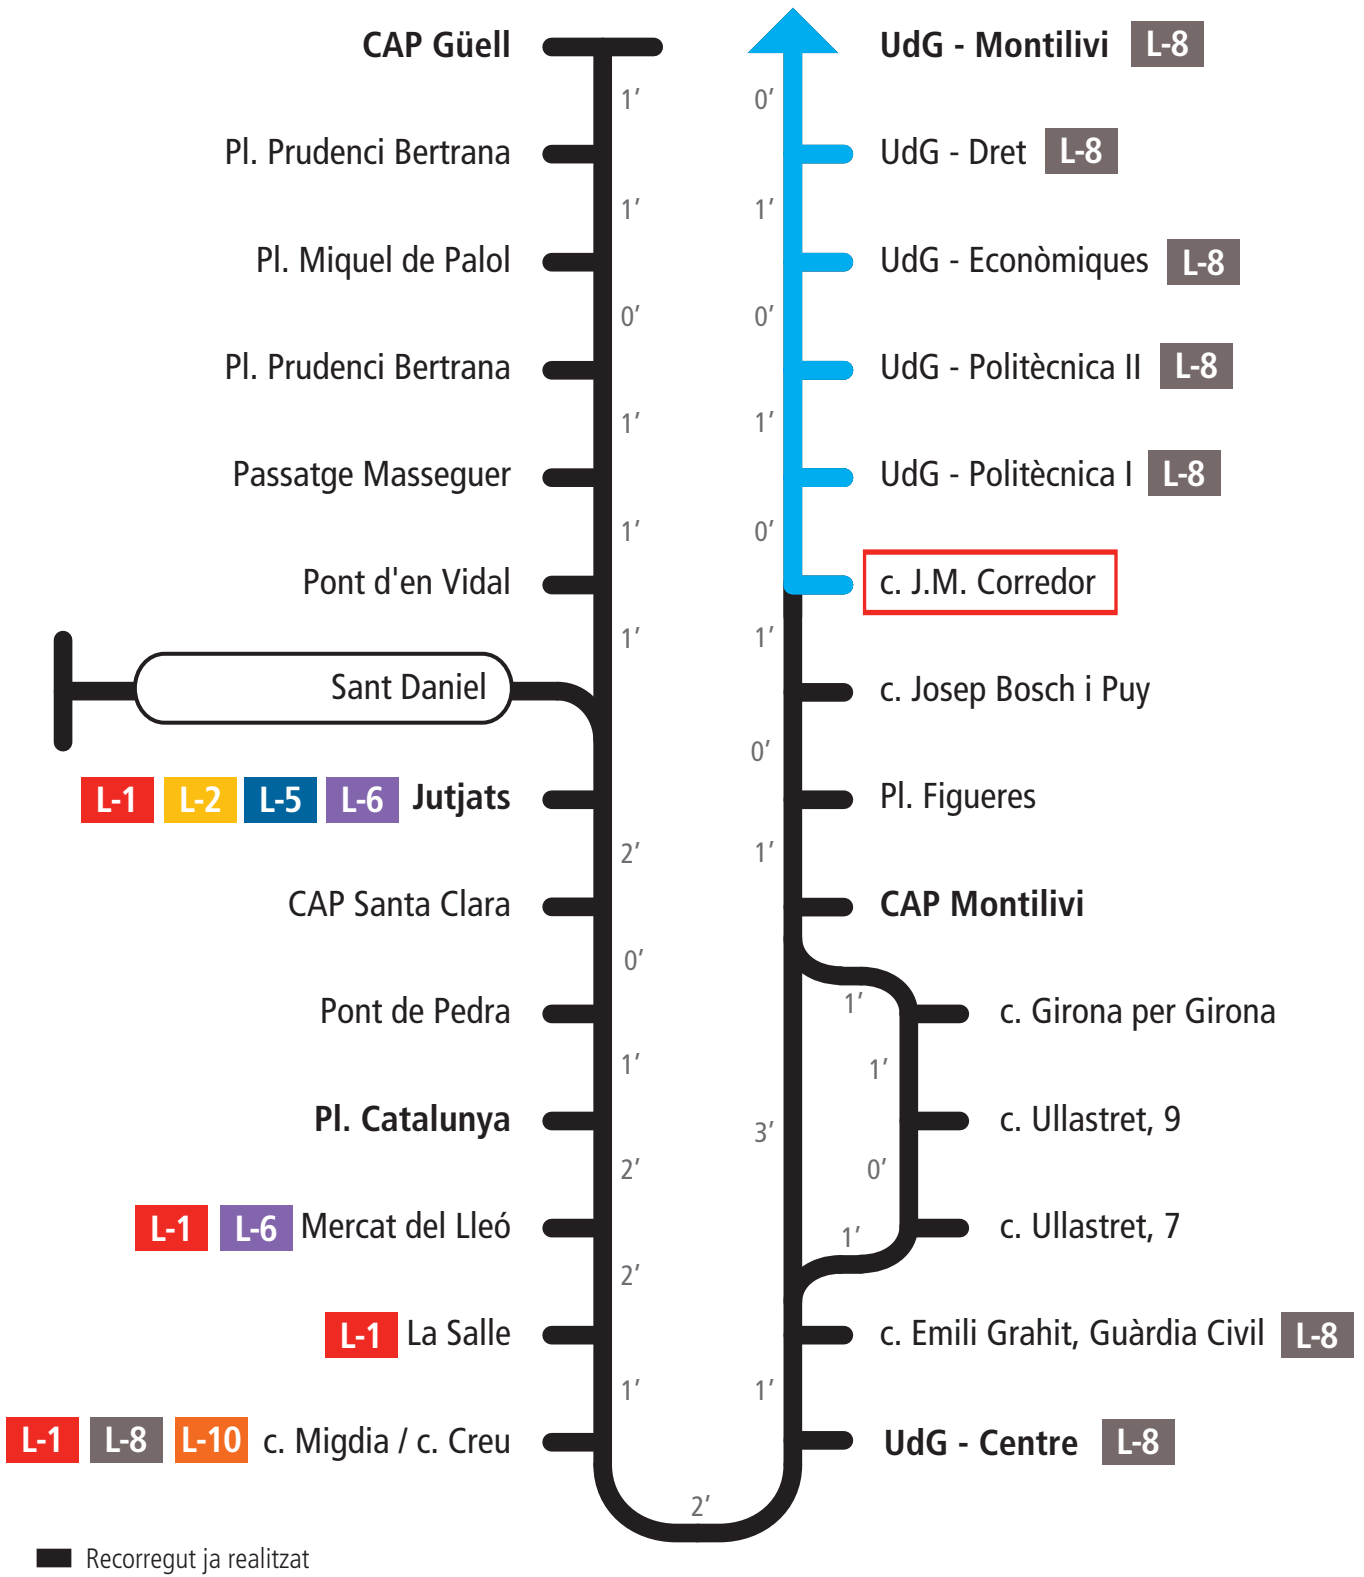 CAP Güell
1'
Pl. Prudenci Bertrana
1'
Pl. Miquel de Palol
0'
Pl. Prudenci Bertrana
1'
Passatge Masseguer
1'
Pont d'en Vidal
1'
Sant Daniel
L-1 L-2 L-5 L-6 Jutjats
2'
CAP Santa Clara
0'
Pont de Pedra
1'
Pl. Catalunya
2'
L-1 L-6 Mercat del Lleó
2'
L-1 La Salle
1'
L-1 L-8 L-10 c. Migdia / c. Creu
2'
UdG - Montilivi L-8
0'
UdG - Dret L-8
1'
UdG - Econòmiques L-8
0'
UdG - Politècnica II L-8
1'
UdG - Politècnica I L-8
0'
c. J.M. Corredor
1'
c. Josep Bosch i Puy
0'
Pl. Figueres
1'
CAP Montilivi
1'
c. Girona per Girona
1'
c. Ullastret, 9
3'
0'
c. Ullastret, 7
1'
c. Emili Grahit, Guàrdia Civil L-8
1'
UdG - Centre L-8
Recorregut ja realitzat